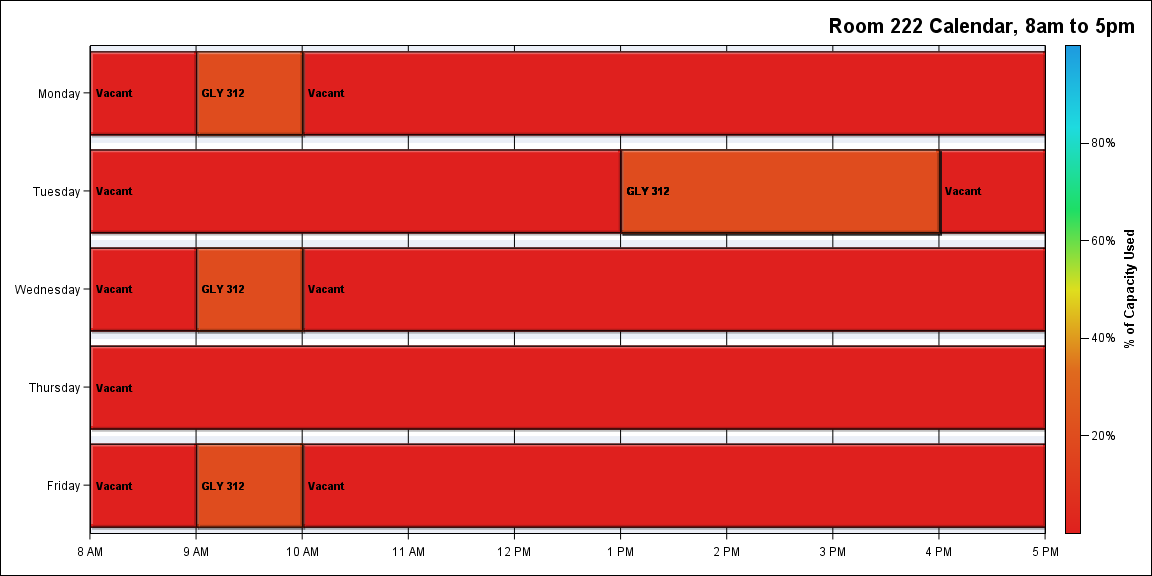 Room 222 Calendar, 8am to 5pm
Monday
Vacant
GLY 312
Vacant
Tuesday
Vacant
GLY 312
Vacant
Wednesday
Vacant
GLY 312
Vacant
Thursday
Vacant
Friday
Vacant
GLY 312
Vacant
8 AM
9 AM
10 AM
11 AM
12 PM
1 PM
2 PM
3 PM
4 PM
5 PM
80%
60%
40%
20%
% of Capacity Used